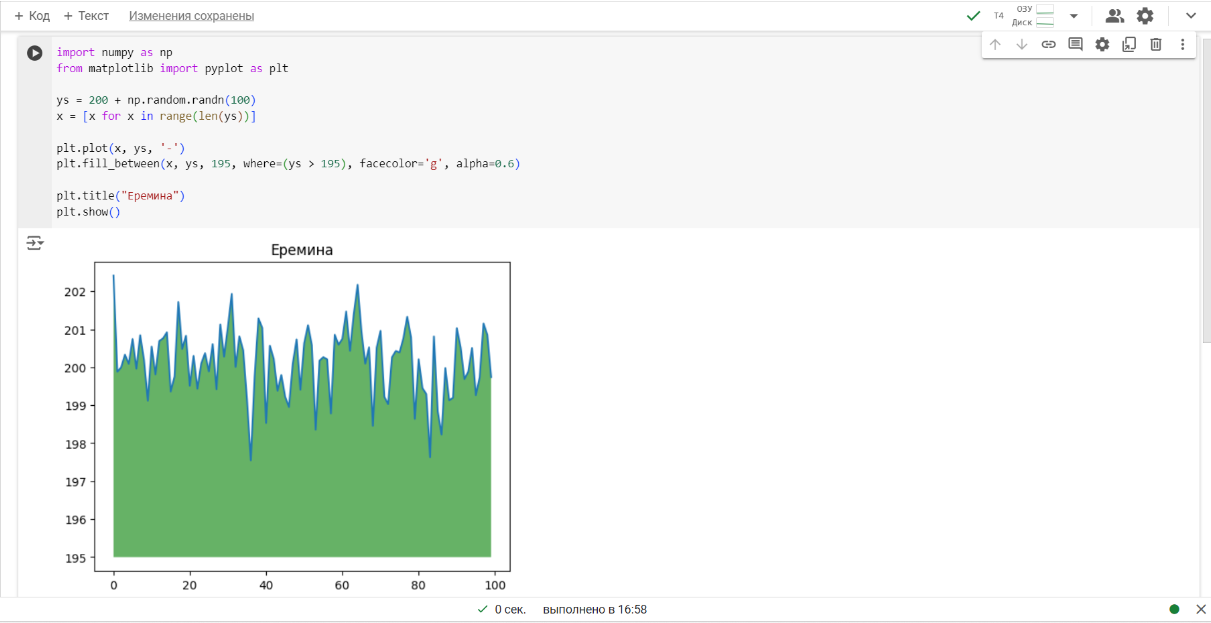 + Код + Текст Изменения сохранены
T4 ОЗУ
Диск
import numpy as np
from matplotlib import pyplot as plt
ys = 200 + np.random.randn(100)
x = [x for x in range(len(ys))]
plt.plot(x, ys, '-')
plt.fill_between(x, ys, 195, where=(ys > 195), facecolor='g', alpha=0.6)
plt.title("Еремина")
plt.show()
Еремина
202
201
200
199
198
197
196
195
0 20 40 60 80 100
0 сек. выполнено в 16:58